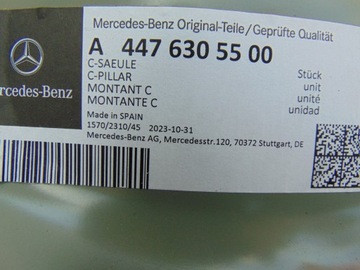 Mercedes-Benz Original-Teile/Geprüfte Qualität
A 447 630 55 00
C-SAEULE
C-PILLAR
MONTANT C
MONTANTE C
Stück
unit
unité
unidad
rcedes-Benz
Made in SPAIN
1570/2310/45 2023-10-31
Mercedes-Benz AG, Mercedesstr.120, 70372 Stuttgart, DE